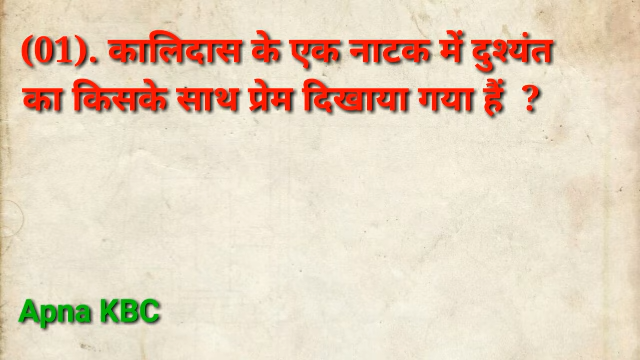 (01). कालिदास के एक नाटक में दुश्यंत
का किसके साथ प्रेम दिखाया गया हैं ?
Apna KBC